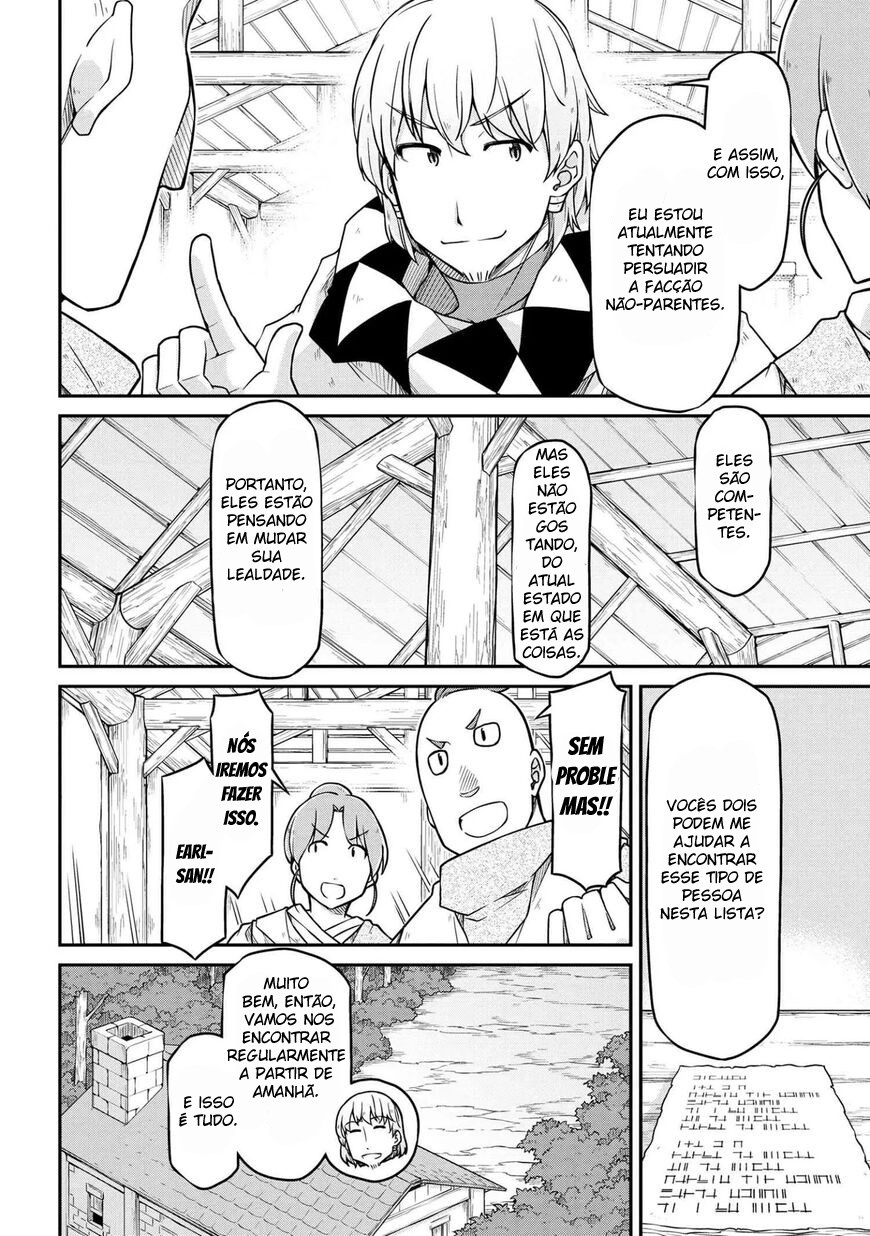 E ASSIM,
COM ISSO,
EU ESTOU
ATUALMENTE
TENTANDO
PERSUADIR
A FACÇÃO
NÃO-PARENTES.
ELES
SÃO
COM-
PETEN-
TES.
MAS
ELES
NÃO
ESTÃO
GOS
TANDO,
DO
ATUAL
ESTADO
EM QUE
ESTÁ AS
COISAS.
PORTANTO,
ELES ESTÃO
PENSANDO
EM MUDAR
SUA
LEALDADE.
VOCÊS DOIS
PODEM ME
AJUDAR A
ENCONTRAR
ESSE TIPO DE
PESSOA
NESTA LISTA?
SEM
PROBLE
MAS!!
NÓS
IREMOS
FAZER
ISSO.
EARI-
SAN!!
MUITO
BEM, ENTÃO,
VAMOS NOS
ENCONTRAR
REGULARMENTE
A PARTIR DE
AMANHÃ.
E ISSO
É TUDO.